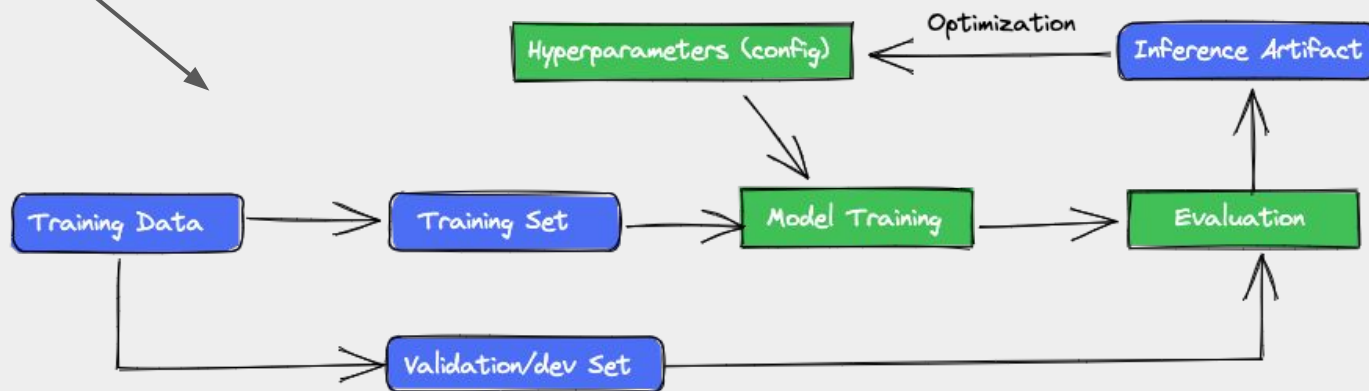 Optimization
Hyperparameters (config)
Inference Artifact
Training Data
Training Set
Model Training
Evaluation
Validation/dev Set